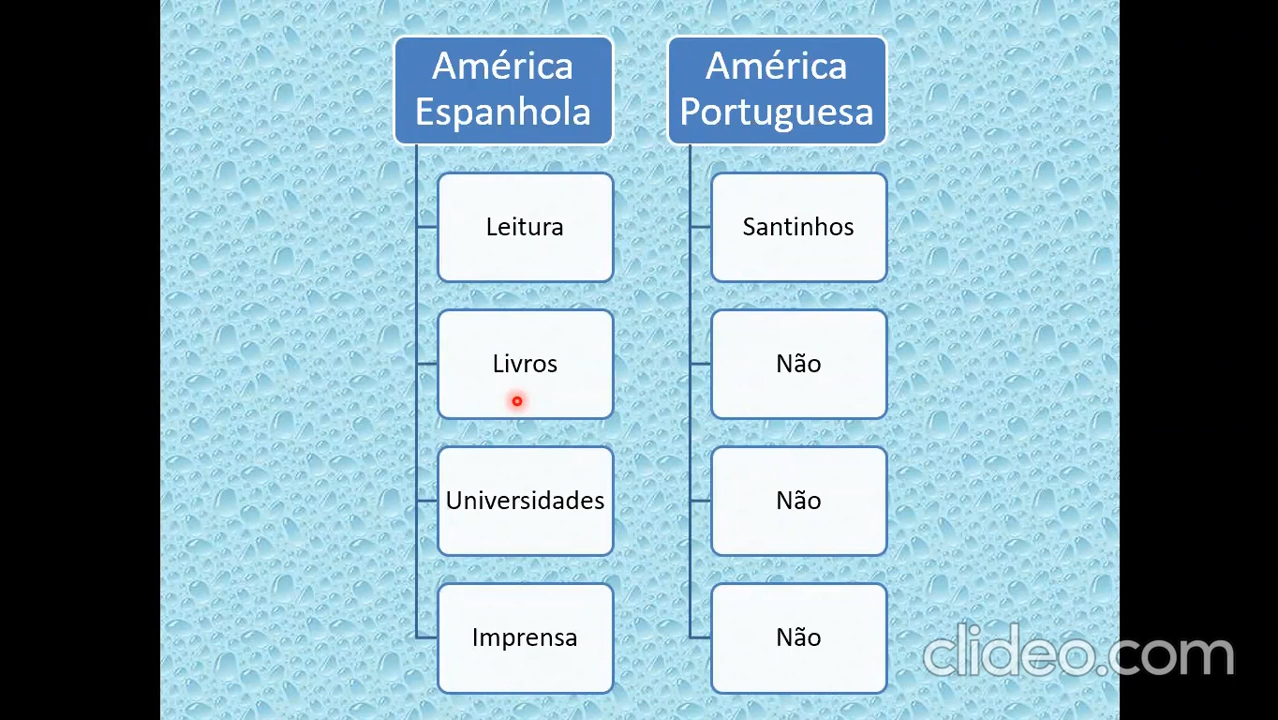 América
Espanhola
Leitura
Livros
Universidades
Imprensa
América
Portuguesa
Santinhos
Não
Não
Não
clideo.com